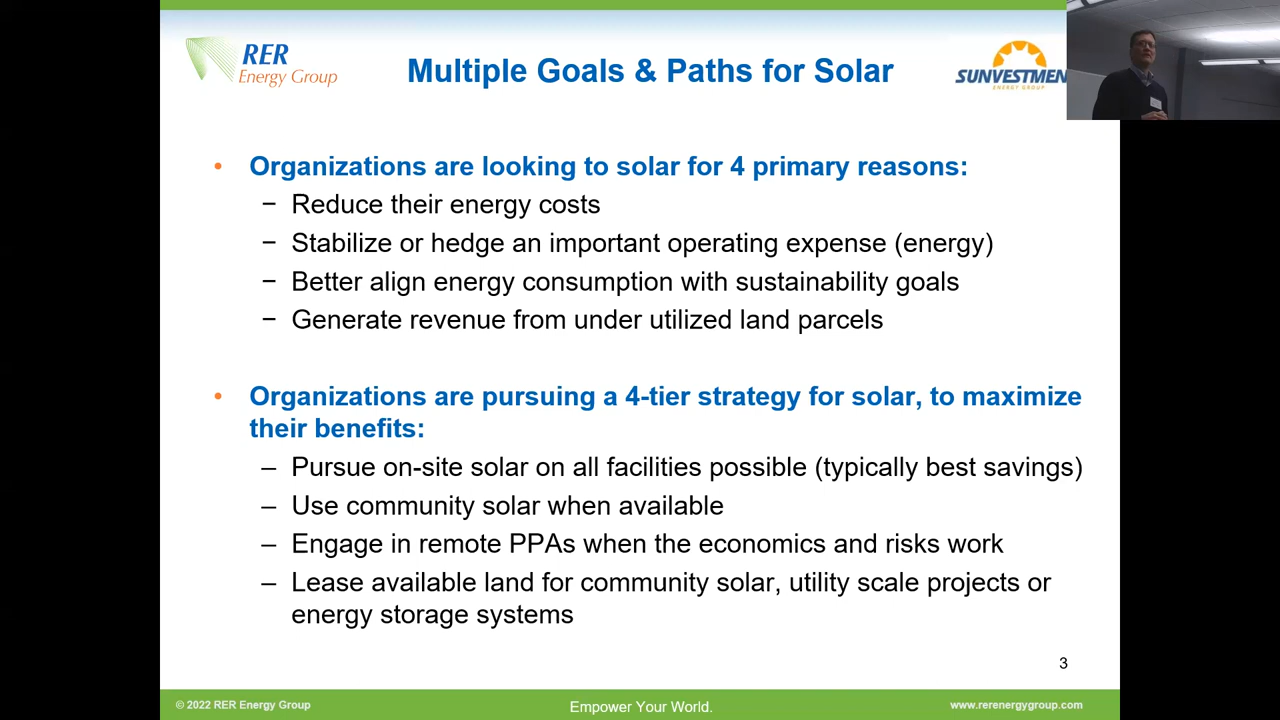 RER
Energy Group
Multiple Goals & Paths for Solar
SUNVESTMEN
ENERGY GROUP
• Organizations are looking to solar for 4 primary reasons:
− Reduce their energy costs
− Stabilize or hedge an important operating expense (energy)
− Better align energy consumption with sustainability goals
− Generate revenue from under utilized land parcels
• Organizations are pursuing a 4-tier strategy for solar, to maximize
their benefits:
– Pursue on-site solar on all facilities possible (typically best savings)
– Use community solar when available
– Engage in remote PPAs when the economics and risks work
– Lease available land for community solar, utility scale projects or
energy storage systems
3
© 2022 RER Energy Group
Empower Your World.
www.rerenergygroup.com